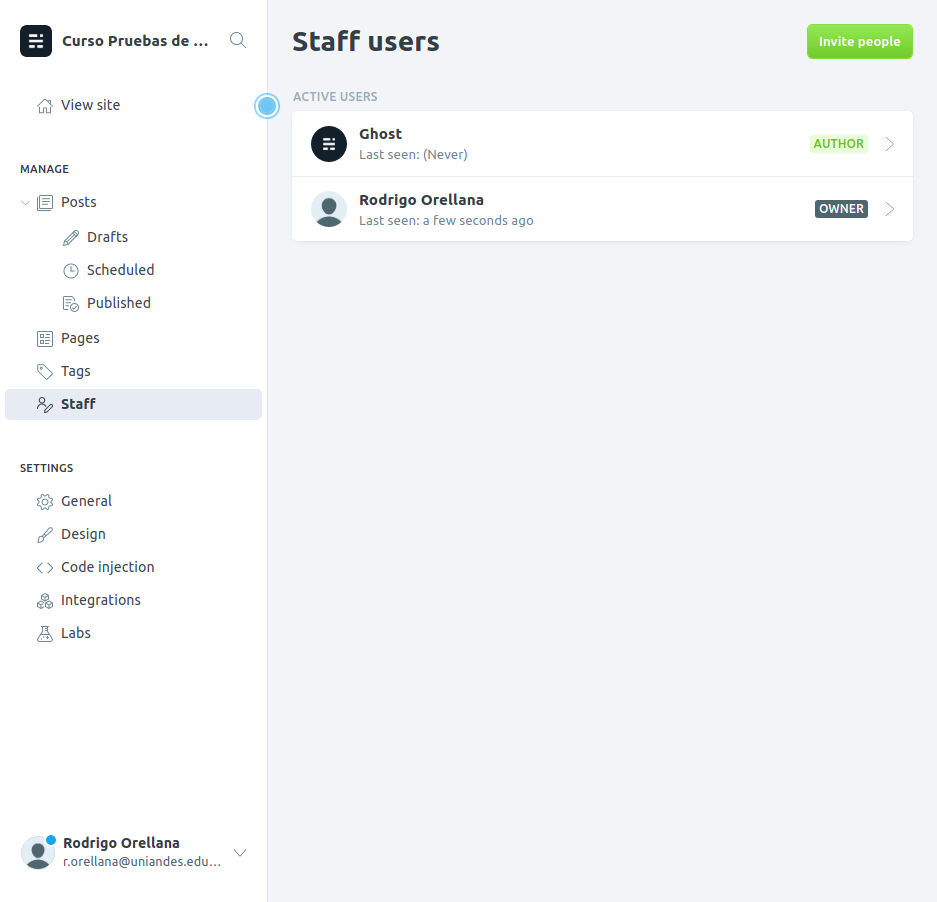 Curso Pruebas de ...
View site
MANAGE
Posts
Drafts
Scheduled
Published
Pages
Tags
Staff
SETTINGS
General
Design
Code injection
Integrations
Labs
Rodrigo Orellana
r.orellana@uniandes.edu...
Staff users
Invite people
ACTIVE USERS
Ghost
Last seen: (Never)
AUTHOR
Rodrigo Orellana
Last seen: a few seconds ago
OWNER